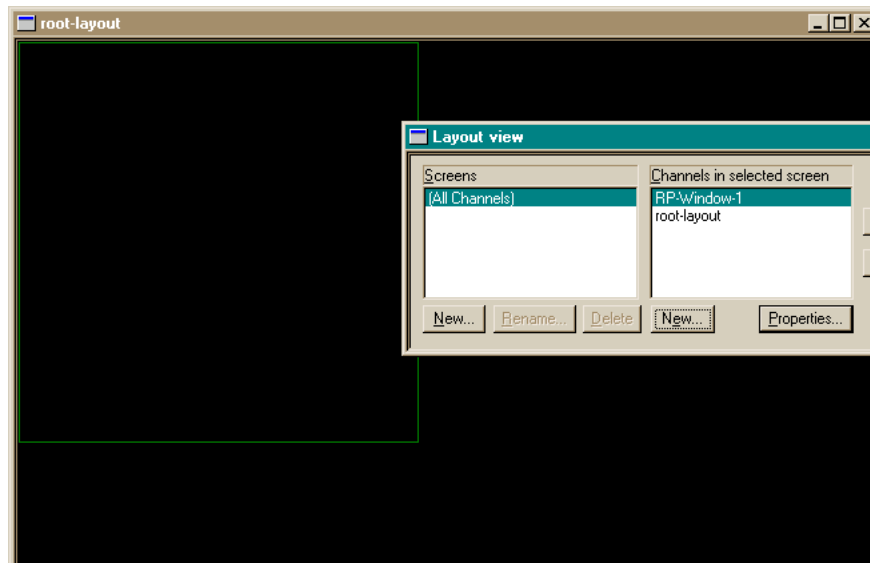 root-layout
Layout view
Screens
Channels in selected screen
(All Channels)
RP-Window-1
root-layout
New... Rename... Delete New... Properties...